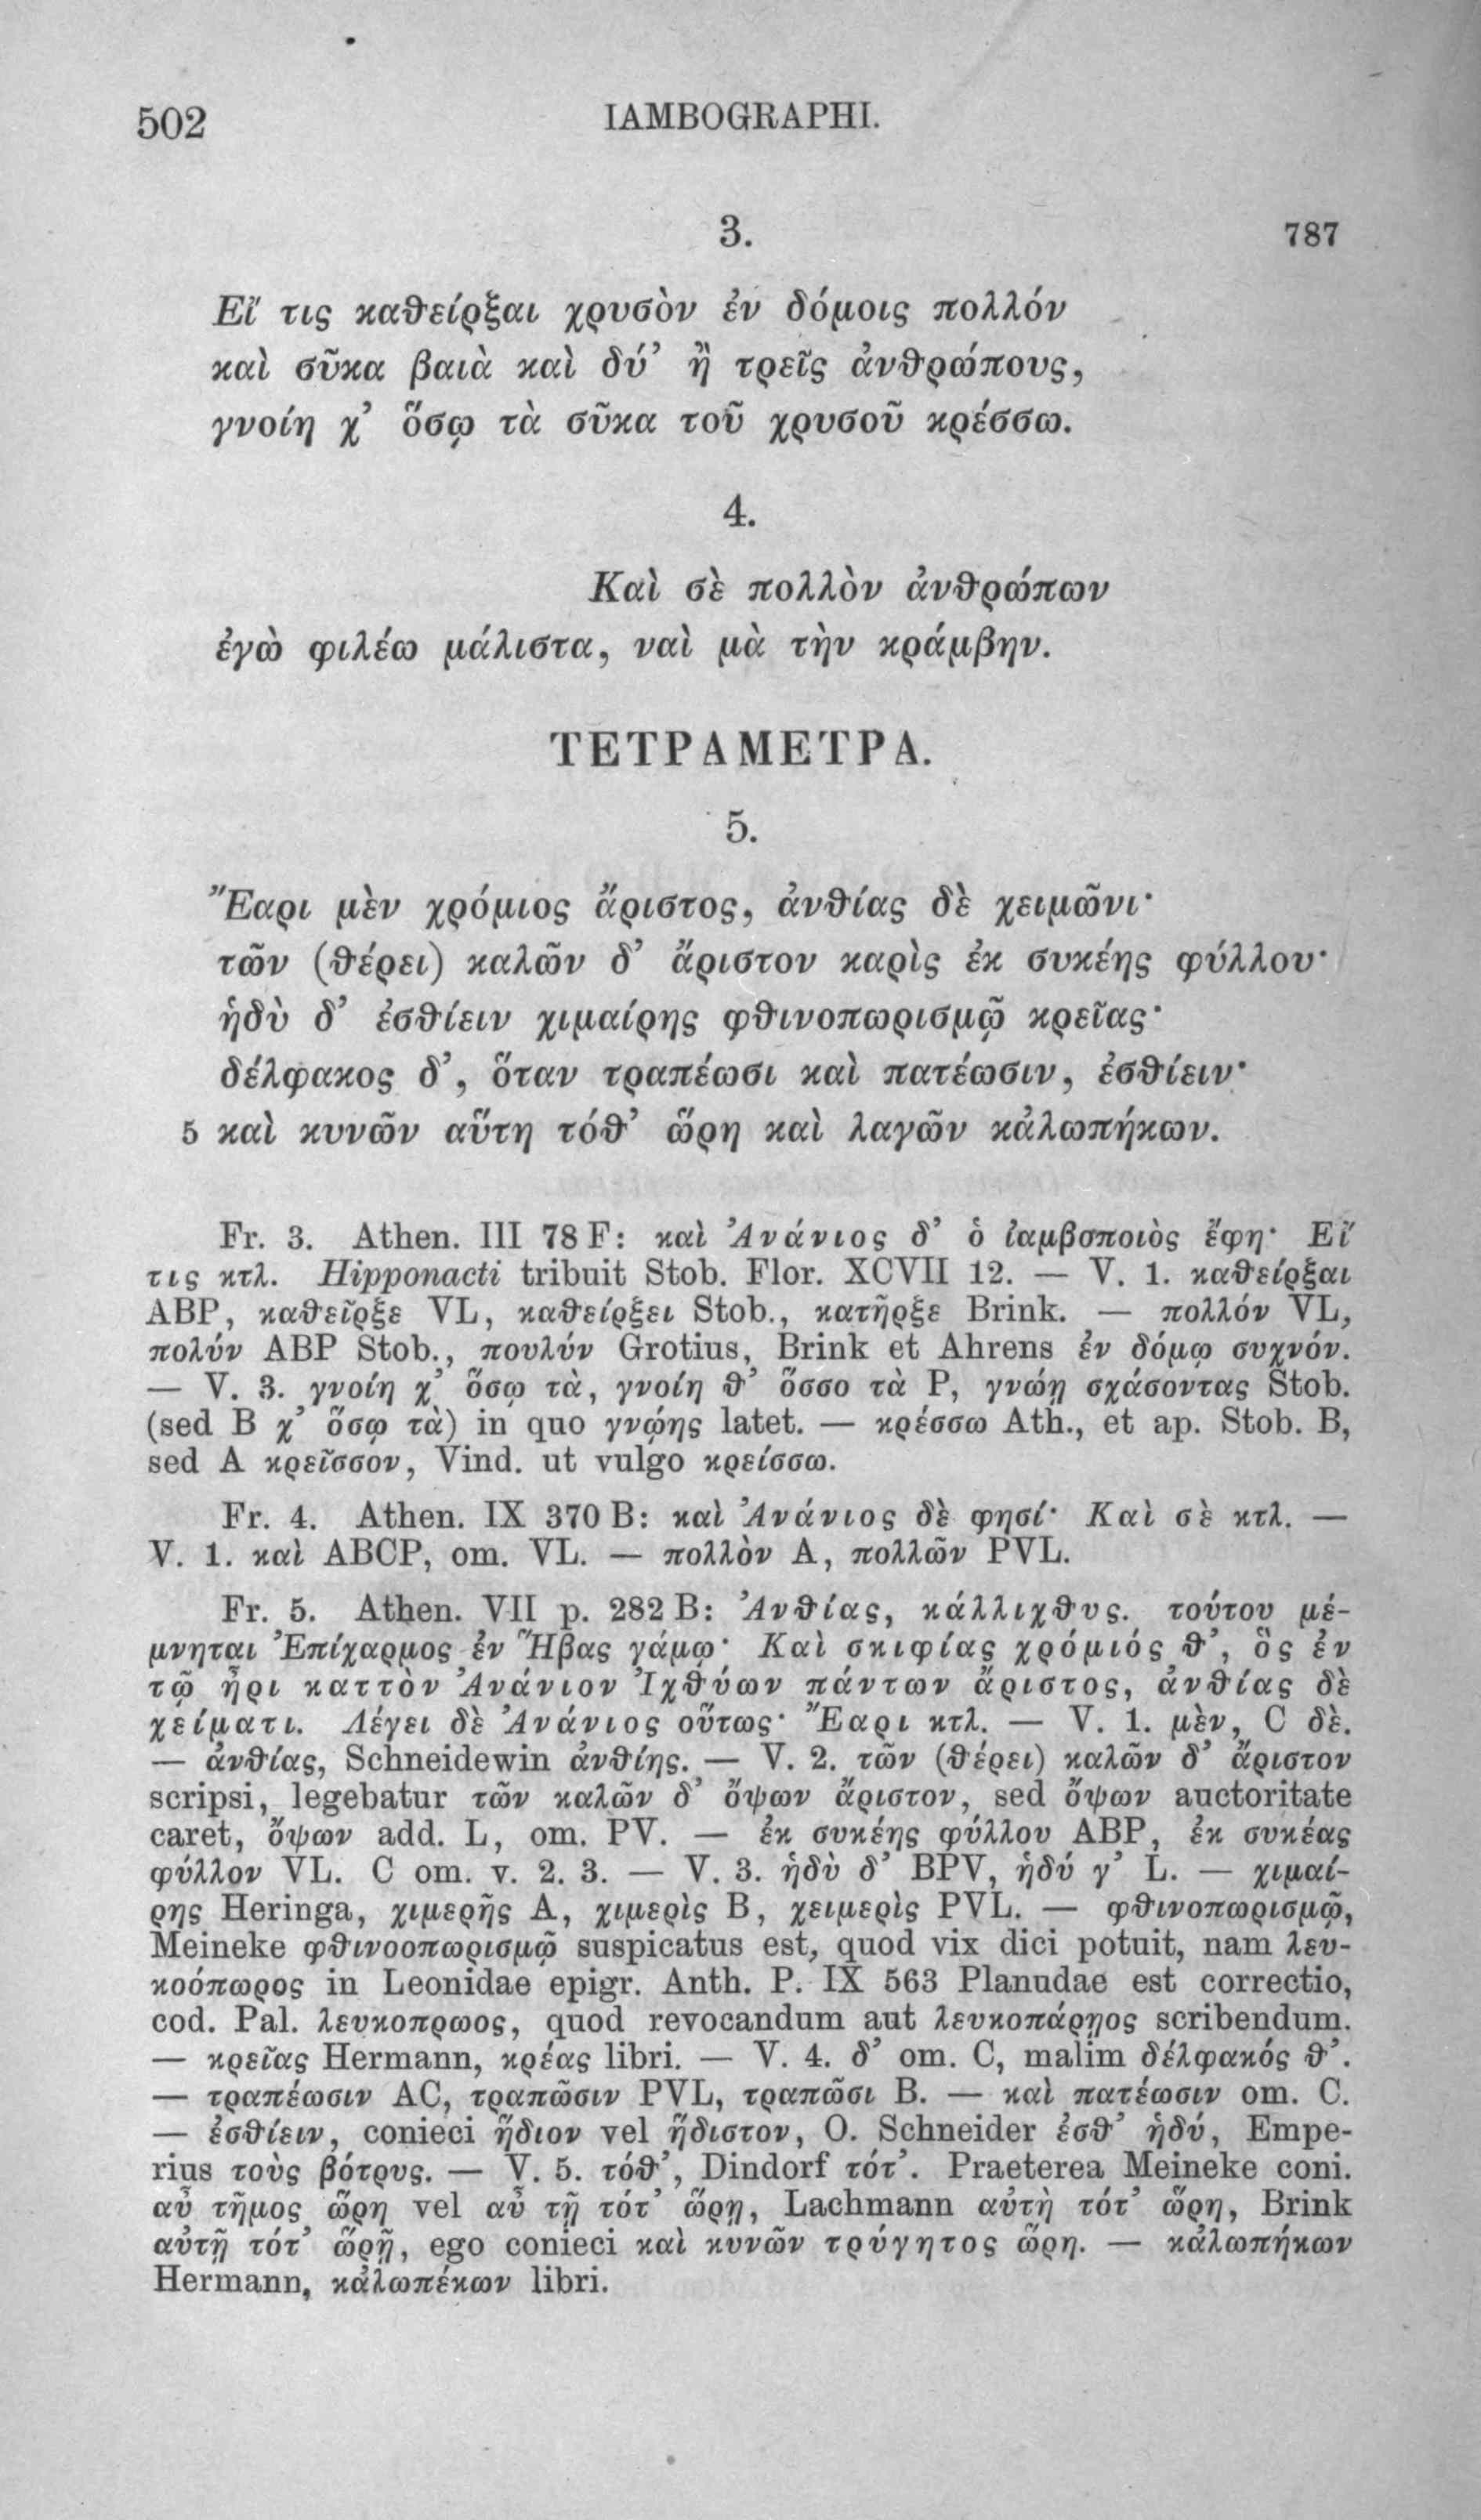 502
IAMBOGRAPHI.
3.
787
Εἴ τις καθείρξαι χρυσὸν ἐν δόμοις πολλόν
καὶ σῦκα βαιὰ καὶ δύ’ ἢ τρεῖς ἀνθρώπους,
γνοίη χ’ ὅσῳ τὰ σῦκα τοῦ χρυσοῦ κρέσσω.
4.
Καὶ σὲ πολλὸν ἀνθρώπων
ἐγὼ φιλέω μάλιστα, ναὶ μὰ τὴν κράμβην.
ΤΕΤΡΑΜΕΤΡΑ.
5.
Ἔαρι μὲν χρόμιος ἄριστος, ἀνθίας δὲ χειμῶνι·
τῶν (θέρει) καλῶν δ’ ἄριστον καρὶς ἐκ συκέης φύλλου·
ἡδὺ δ’ ἐσθίειν χιμαίρης φθινοπωρισμῷ κρεῖας·
δέλφακος δ’, ὅταν τραπέωσι καὶ πατέωσιν, ἐσθίειν·
5 καὶ κυνῶν αὕτη τόθ’ ὥρη καὶ λαγῶν κἀλωπήκων.
Fr. 3. Athen. III 78 F: καὶ Ἀνάνιος δ’ ὁ ἰαμβοποιὸς ἔφη· Εἴ
τις κτλ. Hipponacti tribuit Stob. Flor. XCVII 12. — V. 1. καθείρξαι
ABP, καθεῖρξε VL, καθείρξει Stob., κατῆρξε Brink. — πολλόν VL,
πολύν ABP Stob., πουλύν Grotius, Brink et Ahrens ἐν δόμῳ συχνόν.
— V. 3. γνοίη χ’ ὅσῳ τὰ, γνοίη θ’ ὅσσο τὰ P, γνώῃ σχάσοντας Stob.
(sed B χ’ ὅσῳ τὰ) in quo γνῴης latet. — κρέσσω Ath., et ap. Stob. B,
sed A κρεῖσσον, Vind. ut vulgo κρείσσω.
Fr. 4. Athen. IX 370 B: καὶ Ἀνάνιος δὲ φησί· Καὶ σὲ κτλ. —
V. 1. καὶ ABCP, om. VL. — πολλὸν A, πολλῶν PVL.
Fr. 5. Athen. VII p. 282 B: Ἀνθίας, κάλλιχθυς. τούτου μέ-
μνηται Ἐπίχαρμος ἐν Ἥβας γάμῳ· Καὶ σκιφίας χρόμιός θ’, ὃς ἐν
τῷ ἦρι καττὸν Ἀνάνιον Ἰχθύων πάντων ἄριστος, ἀνθίας δὲ
χείματι. Λέγει δὲ Ἀνάνιος οὕτως· Ἔαρι κτλ. — V. 1. μὲν, C δὲ.
— ἀνθίας, Schneidewin ἀνθίης. — V. 2. τῶν (θέρει) καλῶν δ’ ἄριστον
scripsi, legebatur τῶν καλῶν δ’ ὄψων ἄριστον, sed ὄψων auctoritate
caret, ὄψων add. L, om. PV. — ἐκ συκέης φύλλου ABP, ἐκ συκέας
φύλλον VL. C om. v. 2. 3. — V. 3. ἡδὺ δ’ BPV, ἡδύ γ’ L. — χιμαί-
ρης Heringa, χιμερῆς A, χιμερὶς B, χειμερὶς PVL. — φθινοπωρισμῷ,
Meineke φθινοοπωρισμῷ suspicatus est, quod vix dici potuit, nam λευ-
κοόπωρος in Leonidae epigr. Anth. P. IX 563 Planudae est correctio,
cod. Pal. λευκοπρωος, quod revocandum aut λευκοπάρῃος scribendum.
— κρεῖας Hermann, κρέας libri. — V. 4. δ’ om. C, malim δέλφακός θ’.
— τραπέωσιν AC, τραπῶσιν PVL, τραπῶσι B. — καὶ πατέωσιν om. C.
— ἐσθίειν, conieci ἥδιον vel ἥδιστον, O. Schneider ἐσθ’ ἡδύ, Empe-
rius τοὺς βότρυς. — V. 5. τόθ’, Dindorf τότ’. Praeterea Meineke coni.
αὖ τῆμος ὥρη vel αὖ τῇ τότ’ ὥρῃ, Lachmann αὐτὴ τότ’ ὥρη, Brink
αὐτῇ τότ’ ὥρῃ, ego conieci καὶ κυνῶν τρύγητος ὥρη. — κἀλωπήκων
Hermann, κἀλωπέκων libri.